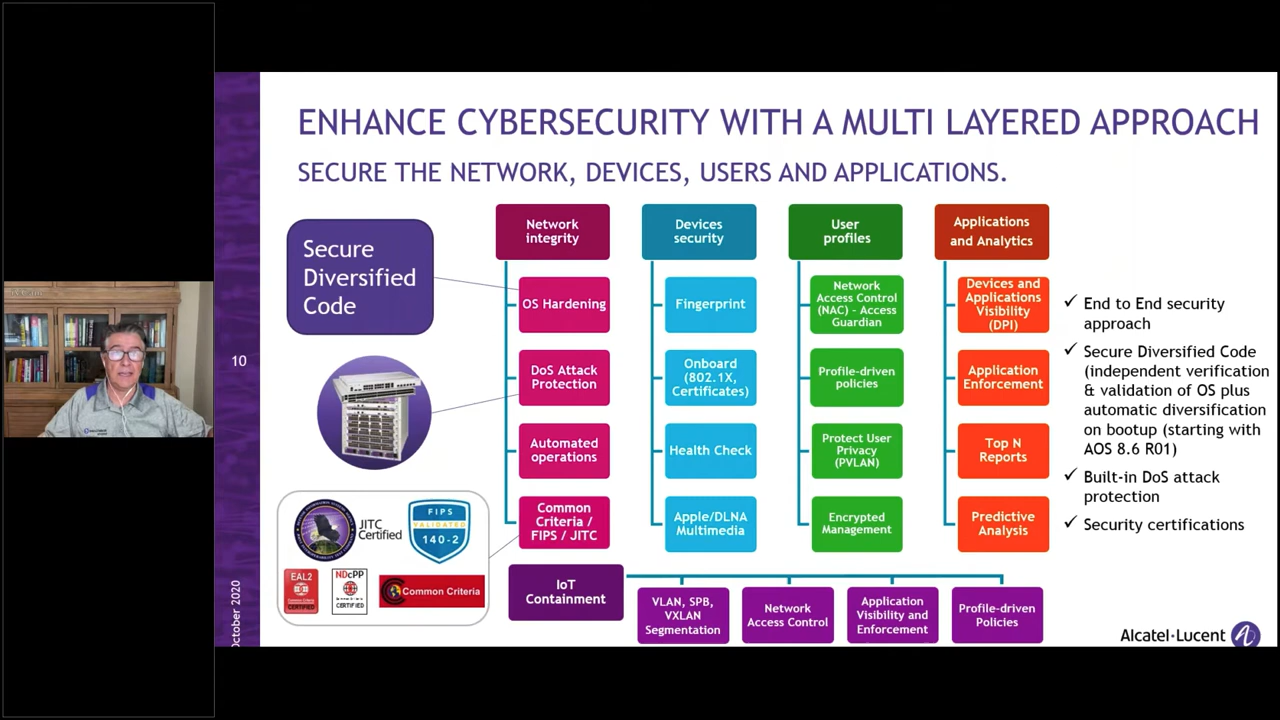 ENHANCE CYBERSECURITY WITH A MULTI LAYERED APPROACH
SECURE THE NETWORK, DEVICES, USERS AND APPLICATIONS.
Secure
Diversified
Code
Network
integrity
OS Hardening
DoS Attack
Protection
Automated
operations
Common
Criteria /
FIPS / JITC
Devices
security
Fingerprint
Onboard
(802.1X,
Certificates)
Health Check
Apple/DLNA
Multimedia
User
profiles
Network
Access Control
(NAC) - Access
Guardian
Profile-driven
policies
Protect User
Privacy
(PVLAN)
Encrypted
Management
Applications
and Analytics
Devices and
Applications
Visibility
(DPI)
Application
Enforcement
Top N
Reports
Predictive
Analysis
✓ End to End security
approach
✓ Secure Diversified Code
(independent verification
& validation of OS plus
automatic diversification
on bootup (starting with
AOS 8.6 R01)
✓ Built-in DoS attack
protection
✓ Security certifications
10
JITC
Certified
FIPS
VALIDATED
140-2
EAL2
Common Criteria
CERTIFIED
NDcPP
Common Criteria
CERTIFIED
Common Criteria
IoT
Containment
VLAN, SPB,
VXLAN
Segmentation
Network
Access Control
Application
Visibility and
Enforcement
Profile-driven
Policies
October 2020
Alcatel·Lucent